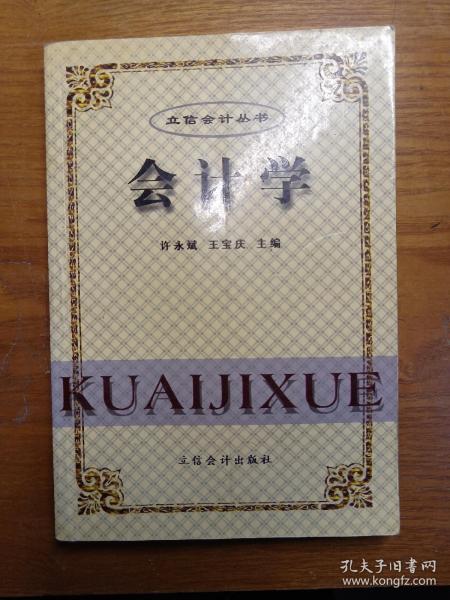 立信会计丛书
会计学
许永斌 王宝庆 主编
KUAIJIXUE
立信会计出版社
孔夫子旧书网
www.kongfz.com